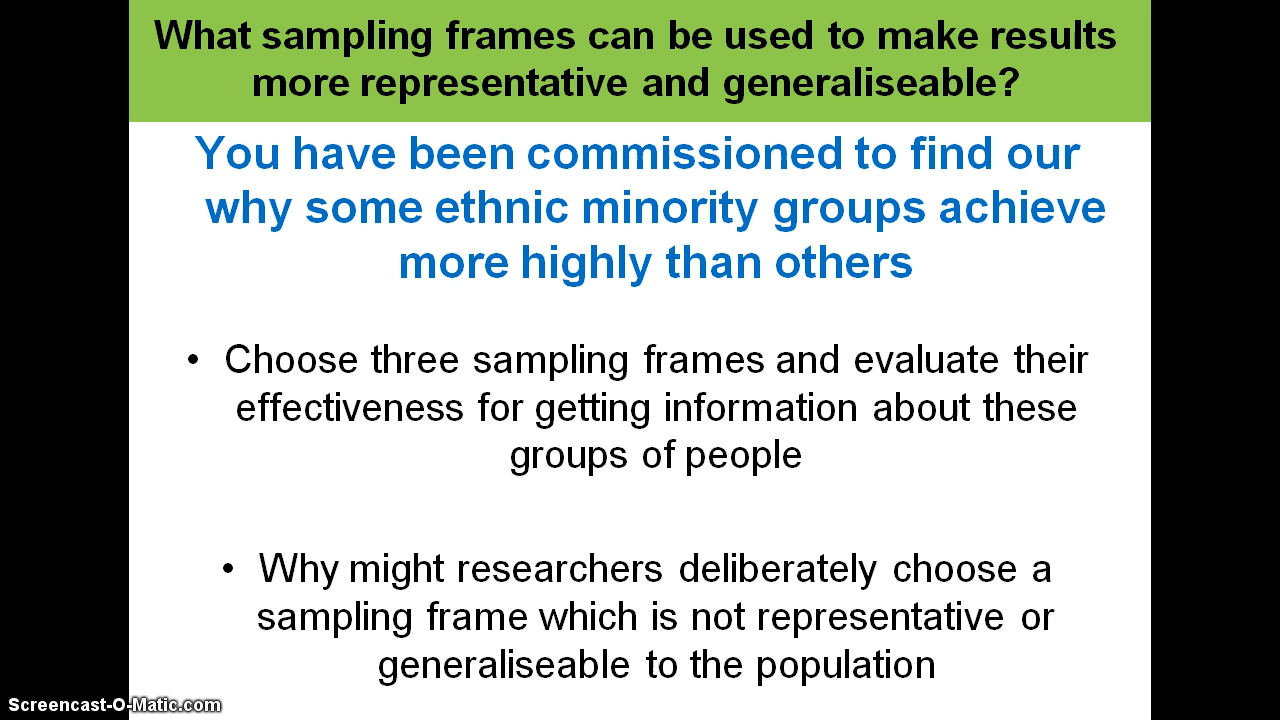 What sampling frames can be used to make results
more representative and generaliseable?
You have been commissioned to find our
why some ethnic minority groups achieve
more highly than others
• Choose three sampling frames and evaluate their
effectiveness for getting information about these
groups of people
• Why might researchers deliberately choose a
sampling frame which is not representative or
generaliseable to the population
Screencast-O-Matic.com